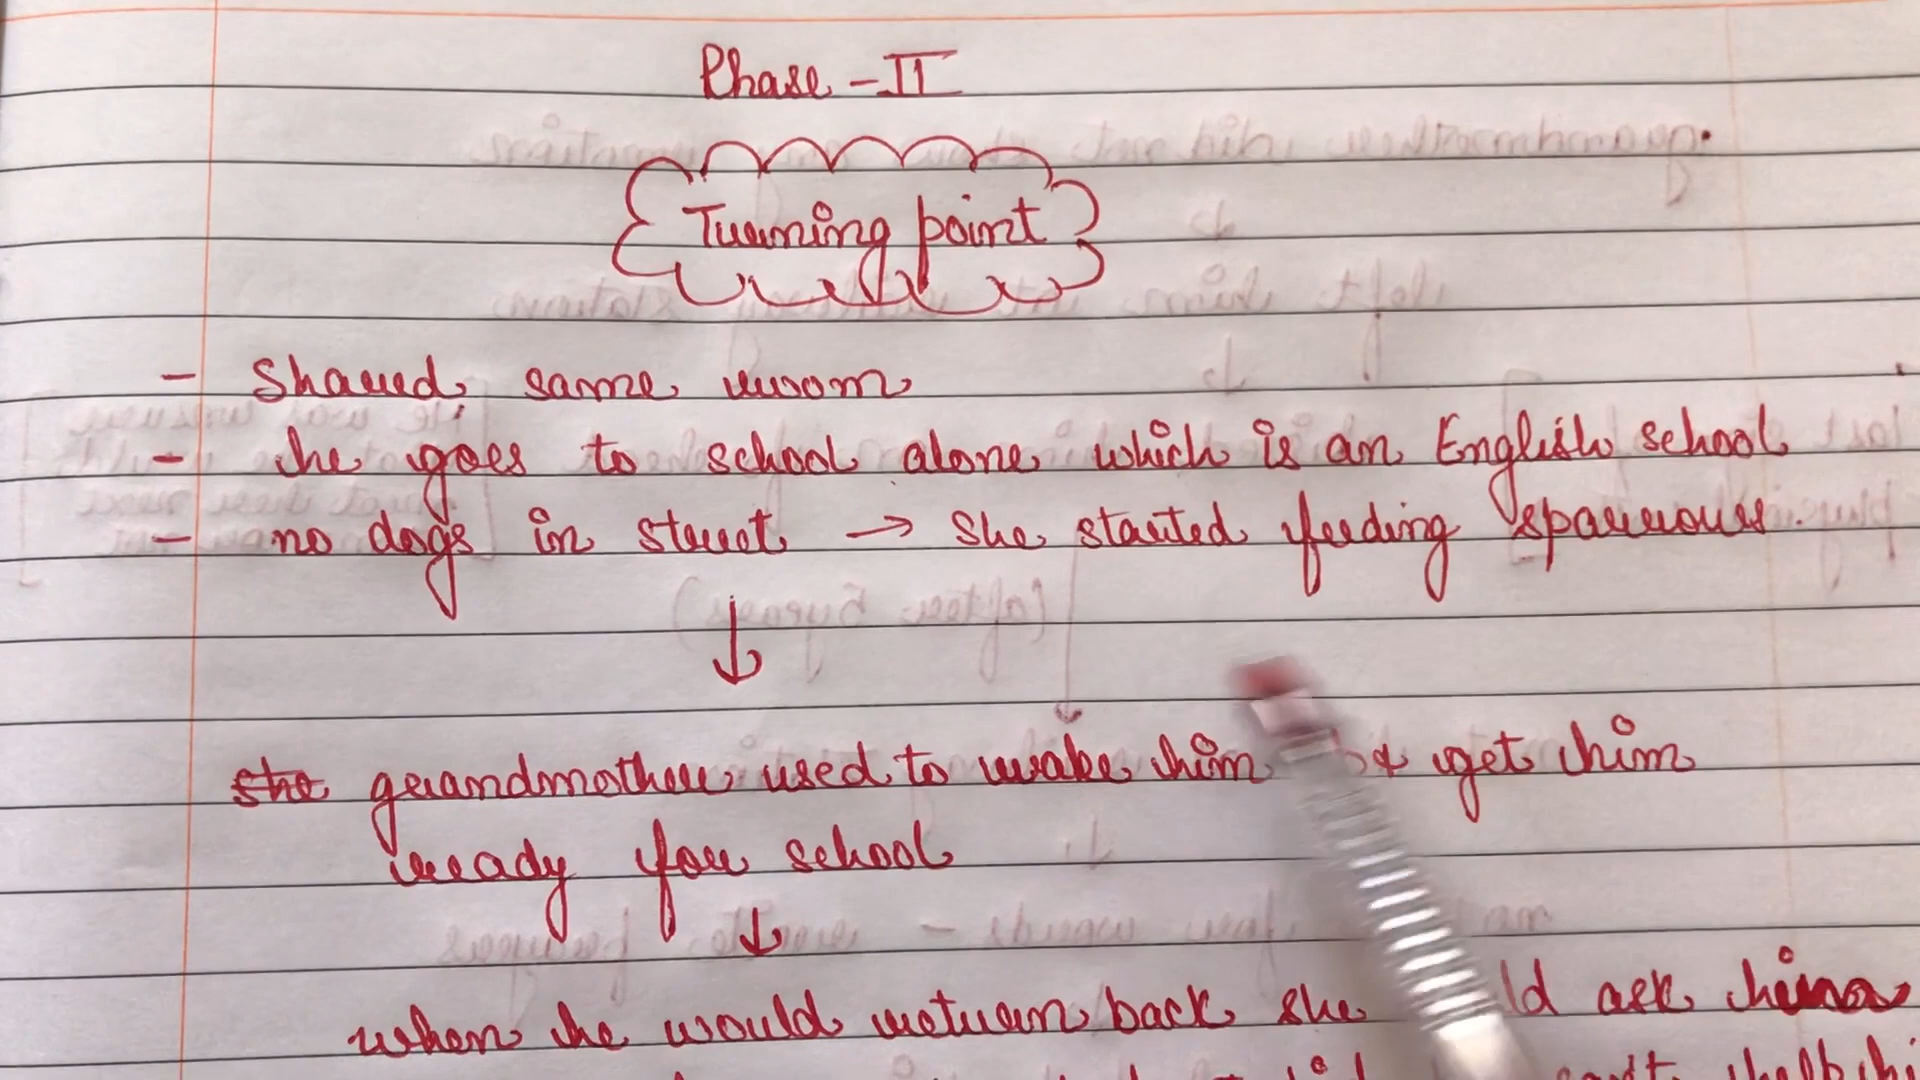 Phase - II
Turning point
- Shared same room
- he goes to school alone which is an English school
- no dogs in street → She started feeding sparrows.
↓
she grandmother used to wake him & get him
ready for school
↓
when he would return back she ask him